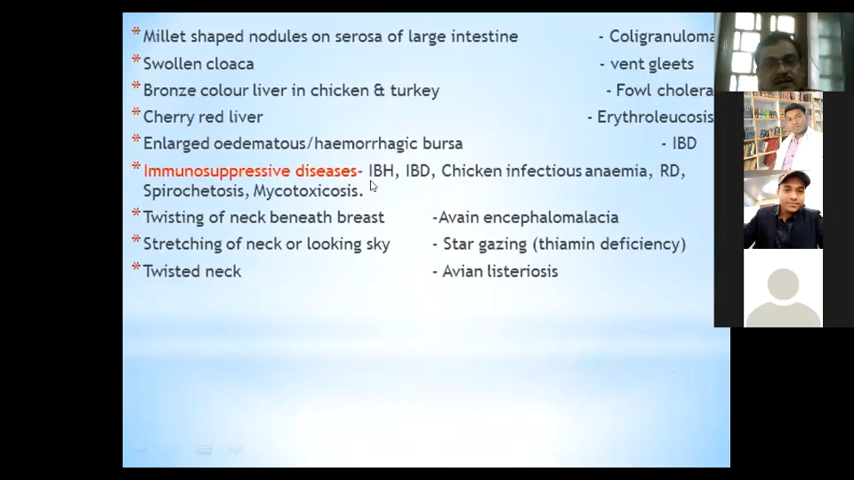 * Millet shaped nodules on serosa of large intestine - Coligranuloma
* Swollen cloaca - vent gleets
* Bronze colour liver in chicken & turkey - Fowl cholera
* Cherry red liver - Erythroleucosis
* Enlarged oedematous/haemorrhagic bursa - IBD
* Immunosuppressive diseases- IBH, IBD, Chicken infectious anaemia, RD,
Spirochetosis, Mycotoxicosis.
* Twisting of neck beneath breast -Avain encephalomalacia
* Stretching of neck or looking sky - Star gazing (thiamin deficiency)
* Twisted neck - Avian listeriosis